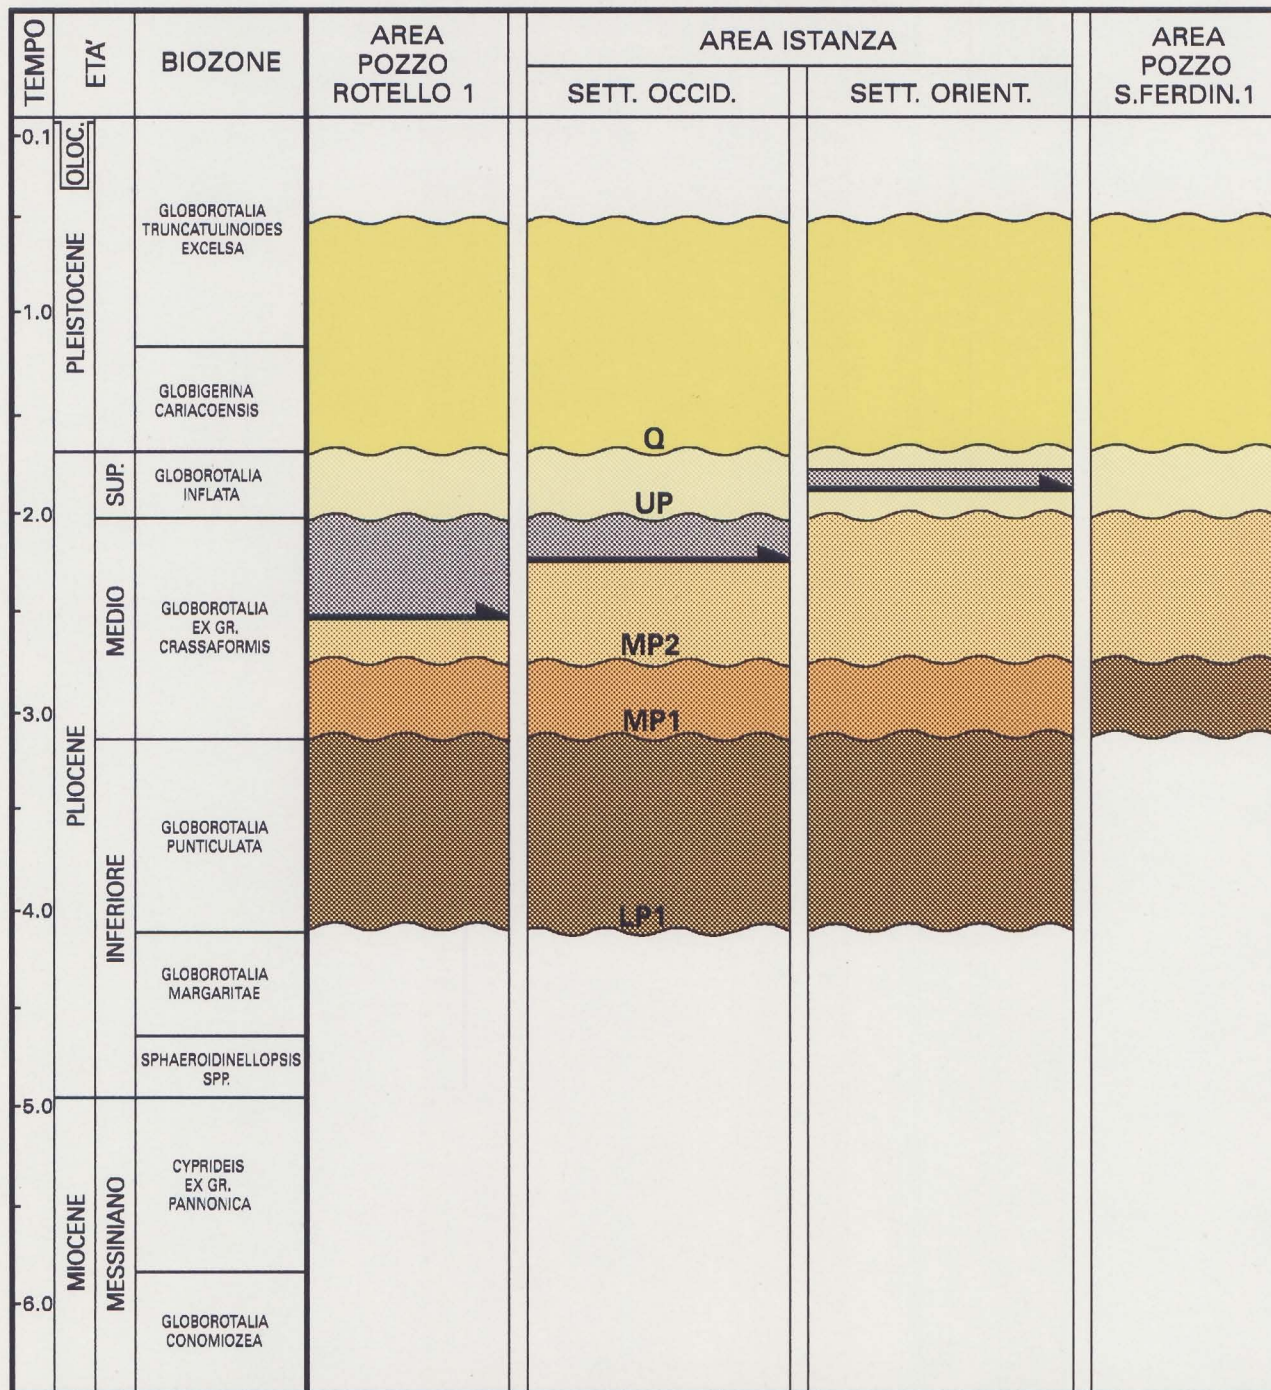 TEMPO
ETA'
BIOZONE
AREA
POZZO
ROTELLO 1
AREA ISTANZA
SETT. OCCID.
SETT. ORIENT.
AREA
POZZO
S.FERDIN.1
0.1
1.0
2.0
3.0
4.0
5.0
6.0
OLOC.
PLEISTOCENE
PLIOCENE
MIOCENE
SUP.
MEDIO
INFERIORE
MESSINIANO
GLOBOROTALIA
TRUNCATULINOIDES
EXCELSA
GLOBIGERINA
CARIACOENSIS
GLOBOROTALIA
INFLATA
GLOBOROTALIA
EX GR.
CRASSAFORMIS
GLOBOROTALIA
PUNTICULATA
GLOBOROTALIA
MARGARITAE
SPHAEROIDINELLOPSIS
SPP.
CYPRIDEIS
EX GR.
PANNONICA
GLOBOROTALIA
CONOMIOZEA
Q
UP
MP2
MP1
LP1